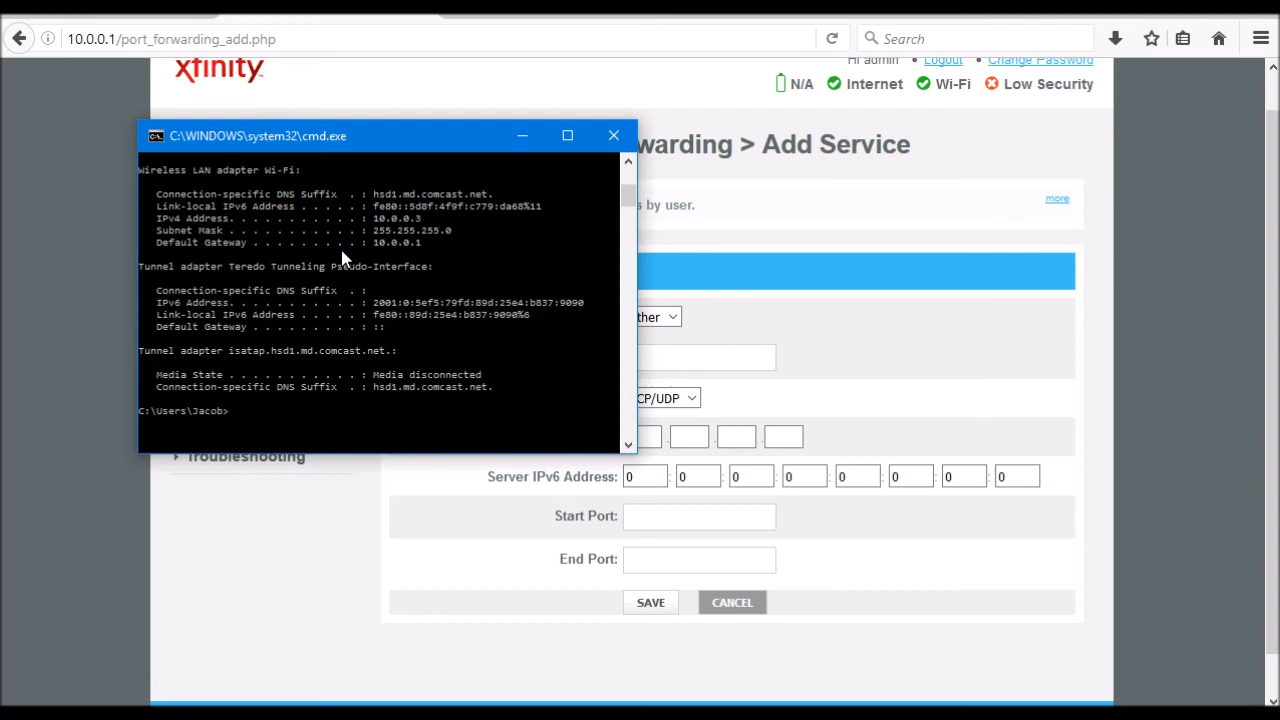 10.0.0.1/port_forwarding_add.php
Search
xfinity™
Hi admin • Logout • Change Password
N/A Internet Wi-Fi Low Security
C:\WINDOWS\system32\cmd.exe
warding > Add Service
Wireless LAN adapter Wi-Fi:
Connection-specific DNS Suffix . : hsd1.md.comcast.net.
Link-local IPv6 Address . . . . . : fe80::5d8f:4f9f:c779:da68%11
IPv4 Address. . . . . . . . . . . : 10.0.0.3
Subnet Mask . . . . . . . . . . . : 255.255.255.0
Default Gateway . . . . . . . . . : 10.0.0.1
s by user.
more
Tunnel adapter Teredo Tunneling Pseudo-Interface:
Connection-specific DNS Suffix . :
IPv6 Address. . . . . . . . . . . : 2001:0:5ef5:79fd:89d:25e4:b837:9090
Link-local IPv6 Address . . . . . : fe80::89d:25e4:b837:9090%6
Default Gateway . . . . . . . . . : ::
ther
Tunnel adapter isatap.hsd1.md.comcast.net.:
Media State . . . . . . . . . . . : Media disconnected
Connection-specific DNS Suffix . : hsd1.md.comcast.net.
CP/UDP
C:\Users\Jacob>
. . .
Troubleshooting
Server IPv6 Address: 0 : 0 : 0 : 0 : 0 : 0 : 0 : 0
Start Port:
End Port:
SAVE CANCEL